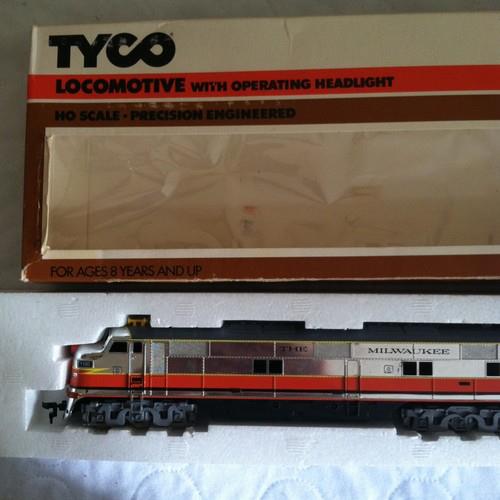 TYCO
LOCOMOTIVE WITH OPERATING HEADLIGHT
HO SCALE • PRECISION ENGINEERED
FOR AGES 8 YEARS AND UP
THE MILWAUKEE